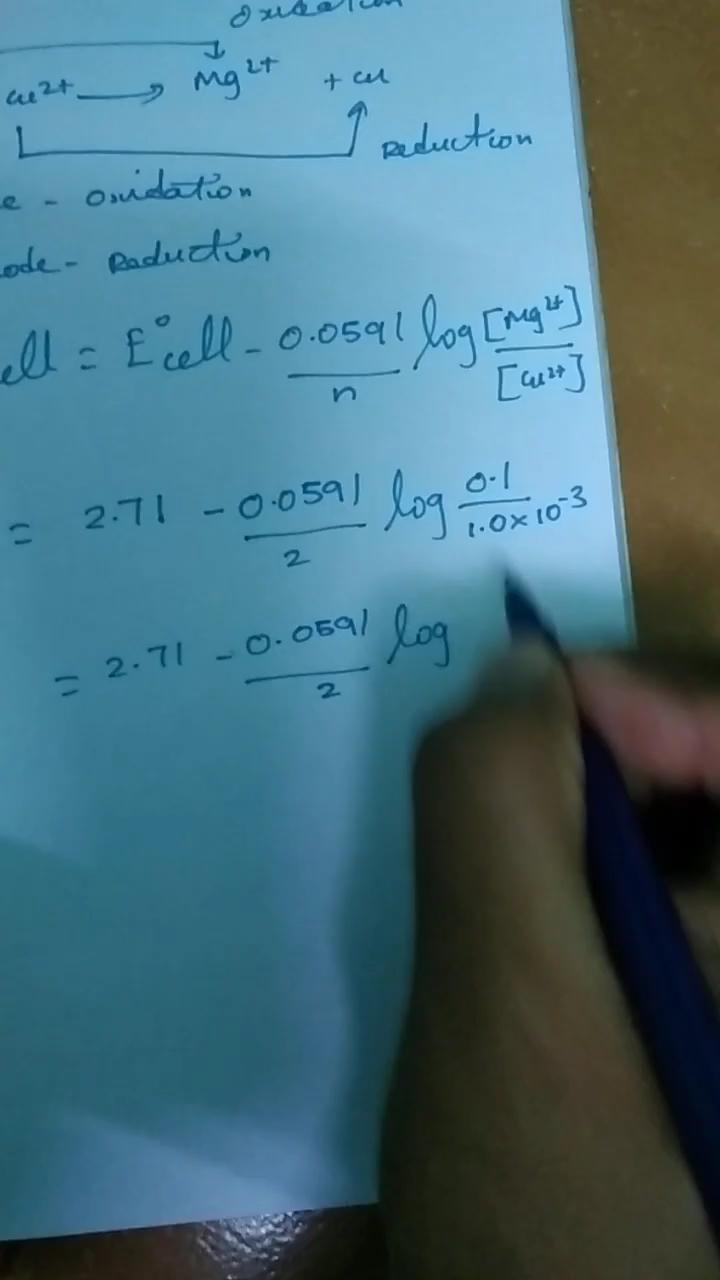 oxidation
Cu2+ → Mg2+ + Cu
Reduction
e - oxidation
ode - Reduction
ell = E°cell - 0.0591/n log [Mg2+]/[Cu2+]
= 2.71 - 0.0591/2 log 0.1/1.0×10-3
= 2.71 - 0.0591/2 log